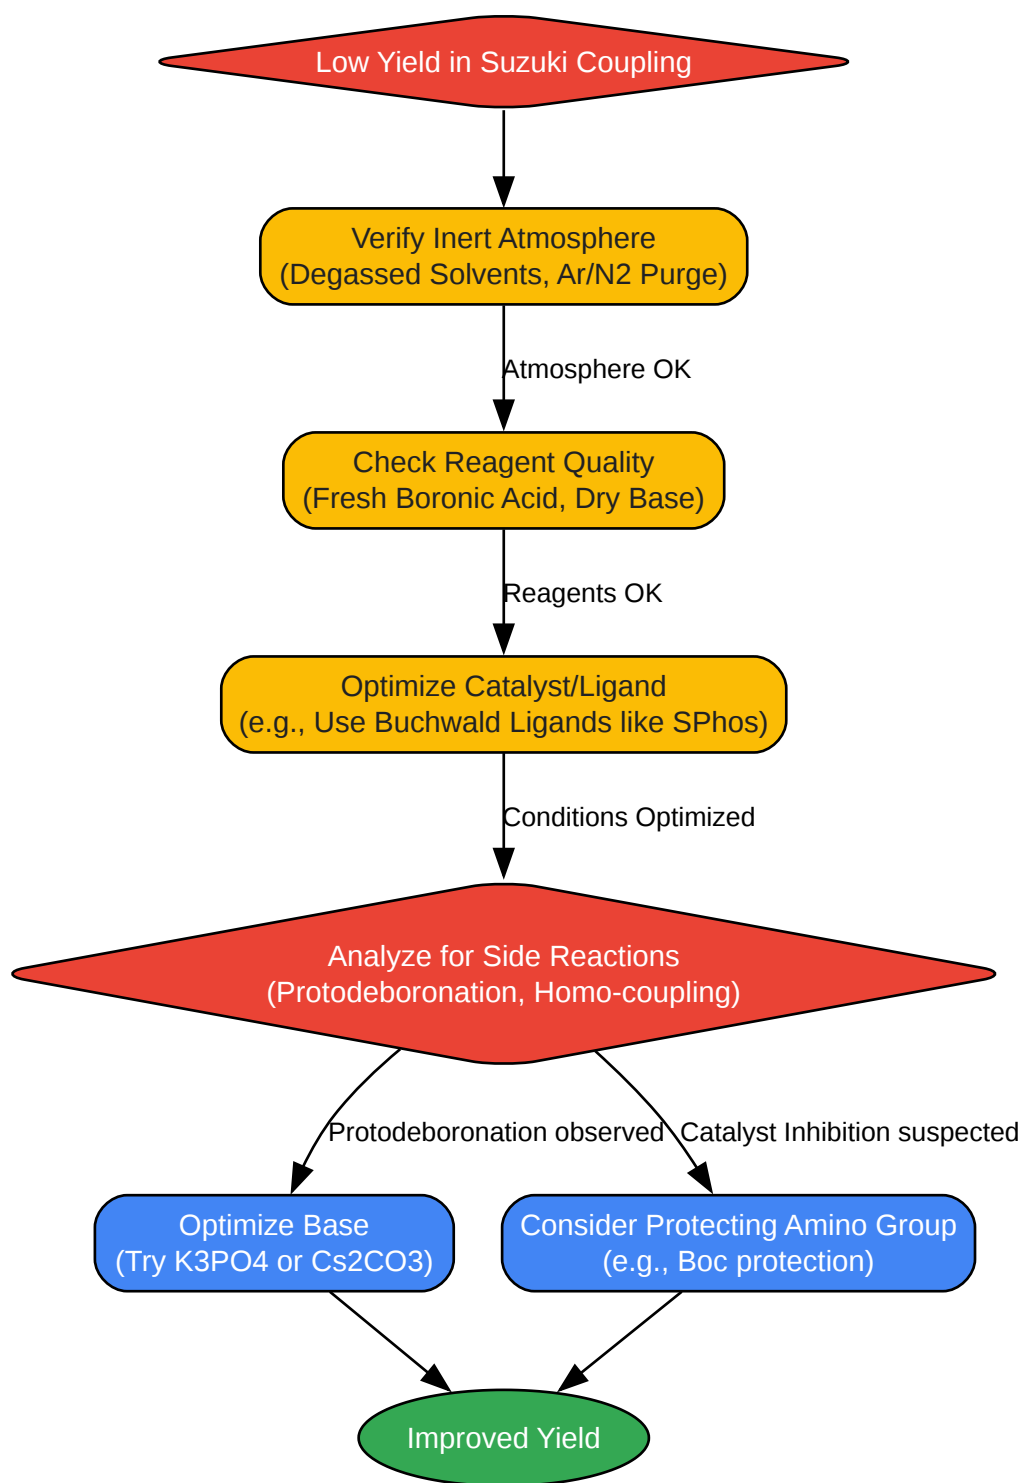 Low Yield in Suzuki Coupling
Verify Inert Atmosphere
(Degassed Solvents, Ar/N2 Purge)
Atmosphere OK
Check Reagent Quality
(Fresh Boronic Acid, Dry Base)
Reagents OK
Optimize Catalyst/Ligand
(e.g., Use Buchwald Ligands like SPhos)
Conditions Optimized
Analyze for Side Reactions
(Protodeboronation, Homo-coupling)
Protodeboronation observed
Catalyst Inhibition suspected
Optimize Base
(Try K3PO4 or Cs2CO3)
Consider Protecting Amino Group
(e.g., Boc protection)
Improved Yield